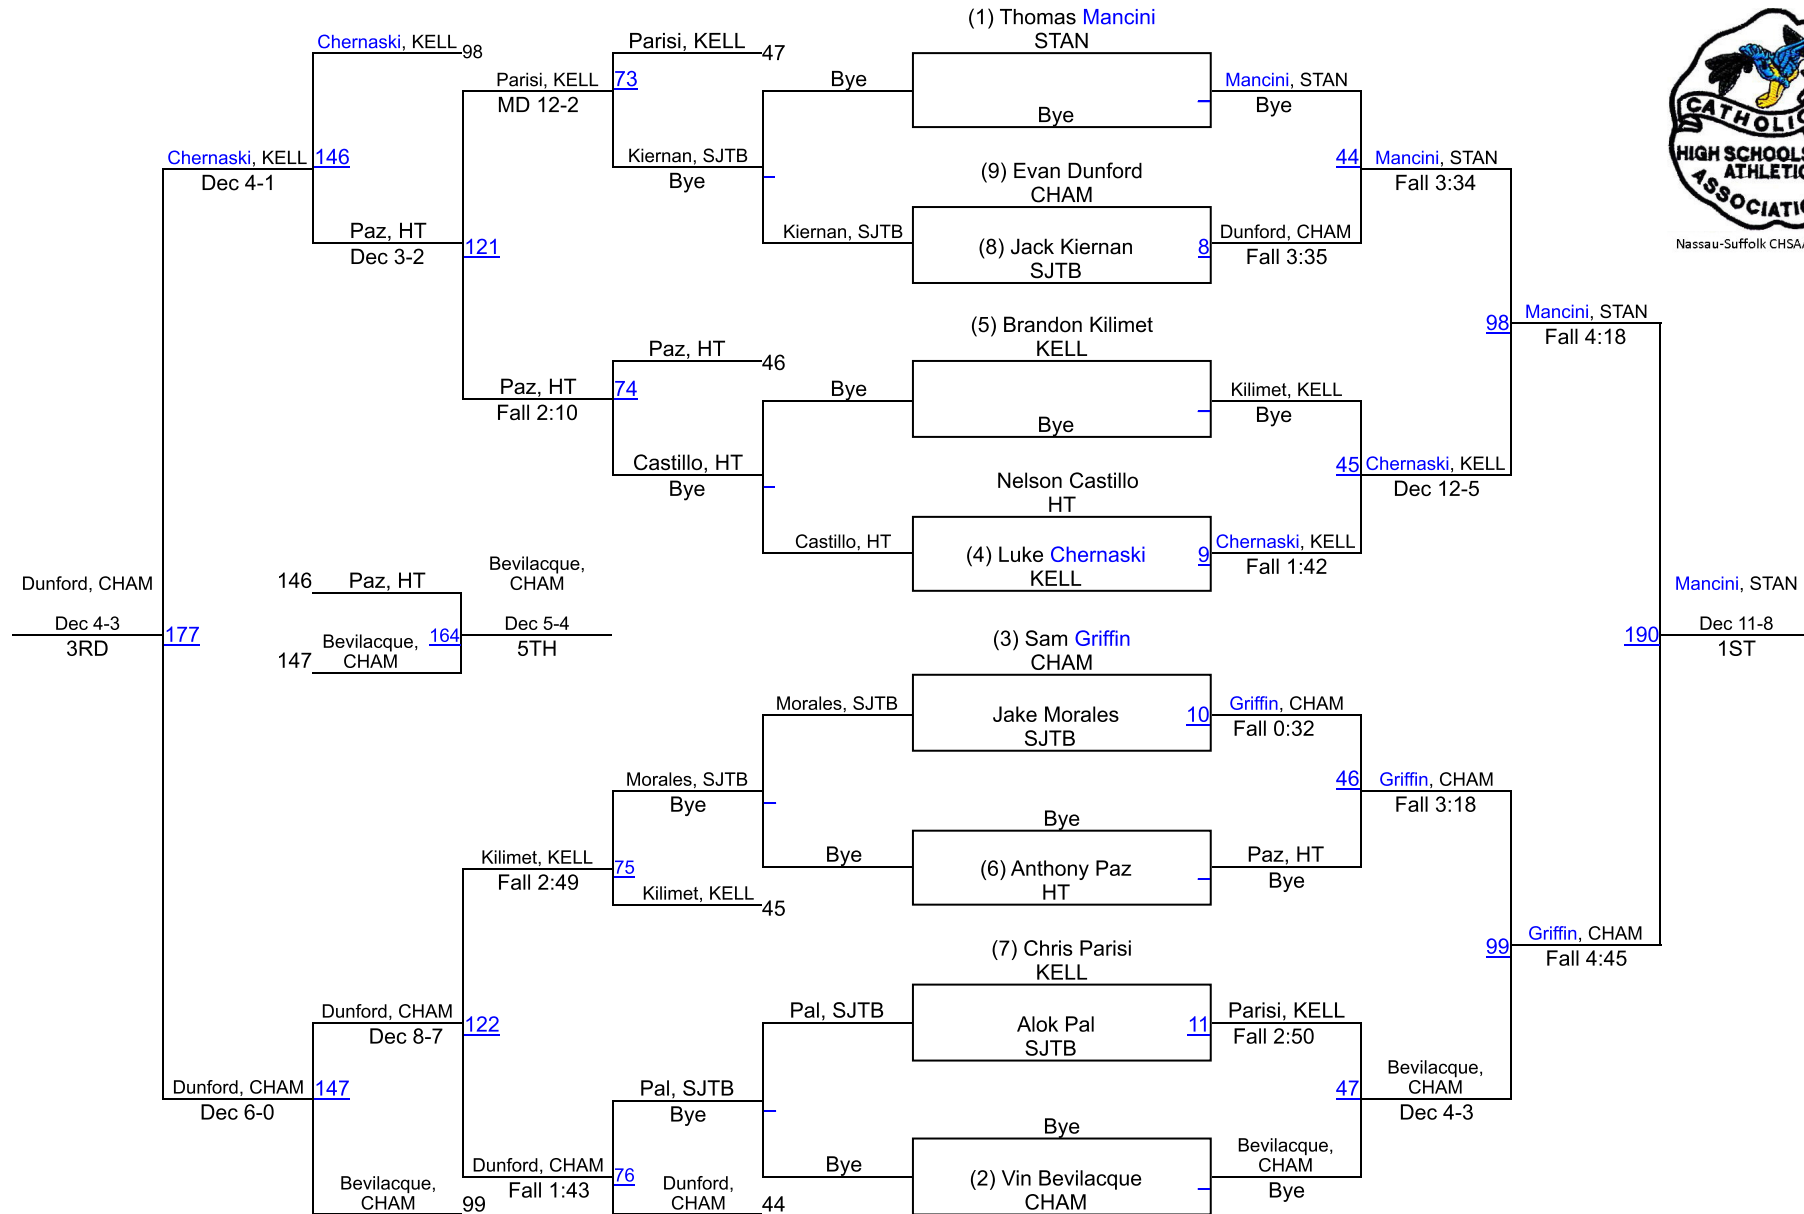 (1) Thomas Mancini
STAN
Bye
(9) Evan Dunford
CHAM
(8) Jack Kiernan
SJTB
8
(5) Brandon Kilimet
KELL
Bye
Nelson Castillo
HT
(4) Luke Chernaski
KELL
9
(3) Sam Griffin
CHAM
Jake Morales
SJTB
10
Bye
(6) Anthony Paz
HT
(7) Chris Parisi
KELL
Alok Pal
SJTB
11
Bye
(2) Vin Bevilacque
CHAM
Mancini, STAN
Bye
44
Dunford, CHAM
Fall 3:35
Kilimet, KELL
Bye
45
Chernaski, KELL
Fall 1:42
Griffin, CHAM
Fall 0:32
46
Paz, HT
Bye
Parisi, KELL
Fall 2:50
47
Bevilacque,
CHAM
Bye
Mancini, STAN
Fall 3:34
98
Chernaski, KELL
Dec 12-5
Griffin, CHAM
Fall 3:18
99
Bevilacque,
CHAM
Dec 4-3
Mancini, STAN
Fall 4:18
190
Griffin, CHAM
Fall 4:45
Mancini, STAN
Dec 11-8
1ST
Bye
Kiernan, SJTB
Bye
Castillo, HT
Morales, SJTB
Bye
Pal, SJTB
Bye
Parisi, KELL
47
73
Kiernan, SJTB
Bye
Paz, HT
46
74
Castillo, HT
Bye
Morales, SJTB
Bye
75
Kilimet, KELL
45
Pal, SJTB
Bye
76
Dunford,
CHAM
44
Parisi, KELL
MD 12-2
121
Paz, HT
Fall 2:10
Kilimet, KELL
Fall 2:49
122
Dunford, CHAM
Fall 1:43
Chernaski, KELL
98
146
Paz, HT
Dec 3-2
Dunford, CHAM
Dec 8-7
147
Bevilacque,
CHAM
99
Chernaski, KELL
Dec 4-1
177
Dunford, CHAM
Dec 6-0
Dunford, CHAM
Dec 4-3
3RD
146
Paz, HT
147
Bevilacque,
CHAM
164
Bevilacque,
CHAM
Dec 5-4
5TH
CATHOLIC
HIGH SCHOOLS
ATHLETIC
Nassau-Suffolk CHSAA